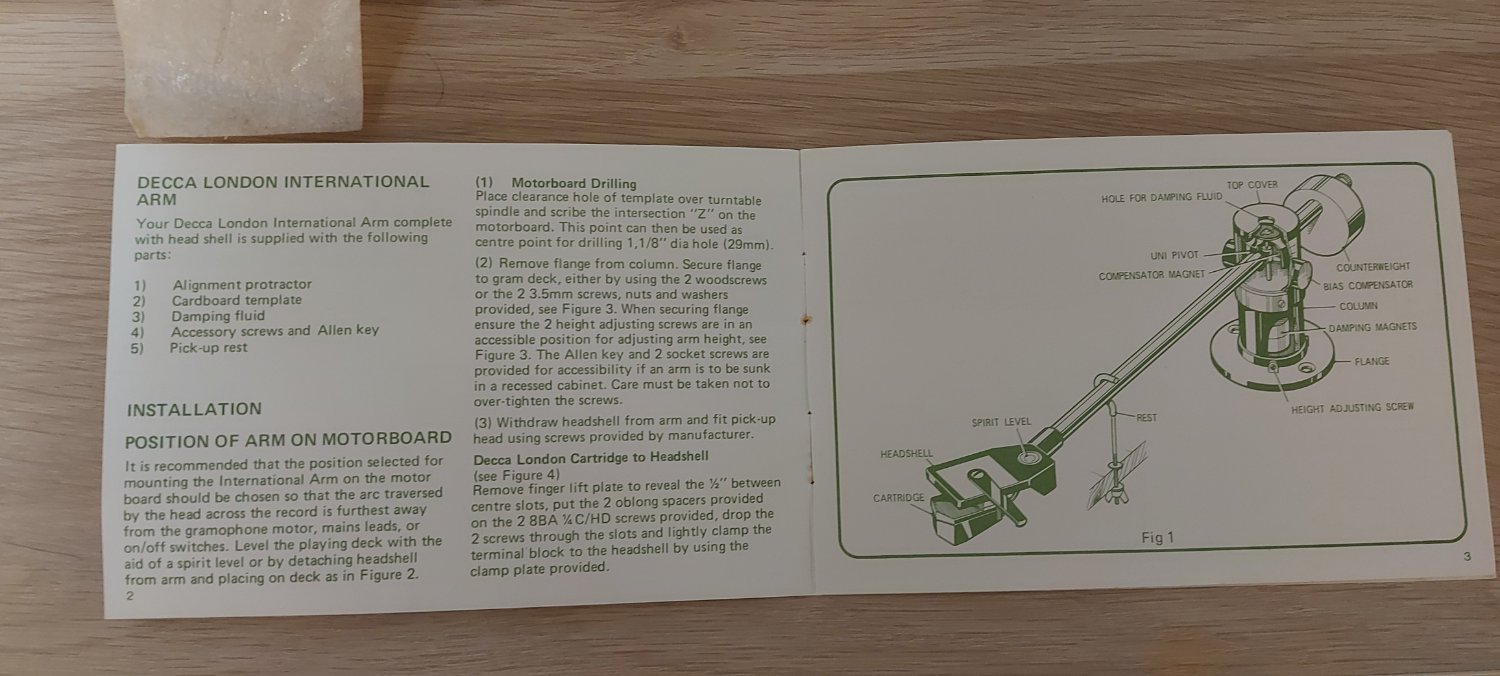 DECCA LONDON INTERNATIONAL
ARM
Your Decca London International Arm complete
with head shell is supplied with the following
parts:
1) Alignment protractor
2) Cardboard template
3) Damping fluid
4) Accessory screws and Allen key
5) Pick-up rest
INSTALLATION
POSITION OF ARM ON MOTORBOARD
It is recommended that the position selected for
mounting the International Arm on the motor
board should be chosen so that the arc traversed
by the head across the record is furthest away
from the gramophone motor, mains leads, or
on/off switches. Level the playing deck with the
aid of a spirit level or by detaching headshell
from arm and placing on deck as in Figure 2.
2
(1) Motorboard Drilling
Place clearance hole of template over turntable
spindle and scribe the intersection "Z" on the
motorboard. This point can then be used as
centre point for drilling 1,1/8" dia hole (29mm).
(2) Remove flange from column. Secure flange
to gram deck, either by using the 2 woodscrews
or the 2 3.5mm screws, nuts and washers
provided, see Figure 3. When securing flange
ensure the 2 height adjusting screws are in an
accessible position for adjusting arm height, see
Figure 3. The Allen key and 2 socket screws are
provided for accessibility if an arm is to be sunk
in a recessed cabinet. Care must be taken not to
over-tighten the screws.
(3) Withdraw headshell from arm and fit pick-up
head using screws provided by manufacturer.
Decca London Cartridge to Headshell
(see Figure 4)
Remove finger lift plate to reveal the ½" between
centre slots, put the 2 oblong spacers provided
on the 2 8BA ¼ C/HD screws provided, drop the
2 screws through the slots and lightly clamp the
terminal block to the headshell by using the
clamp plate provided.
TOP COVER
HOLE FOR DAMPING FLUID
UNI PIVOT
COMPENSATOR MAGNET
COUNTERWEIGHT
BIAS COMPENSATOR
COLUMN
DAMPING MAGNETS
FLANGE
HEIGHT ADJUSTING SCREW
REST
SPIRIT LEVEL
HEADSHELL
CARTRIDGE
Fig 1
3